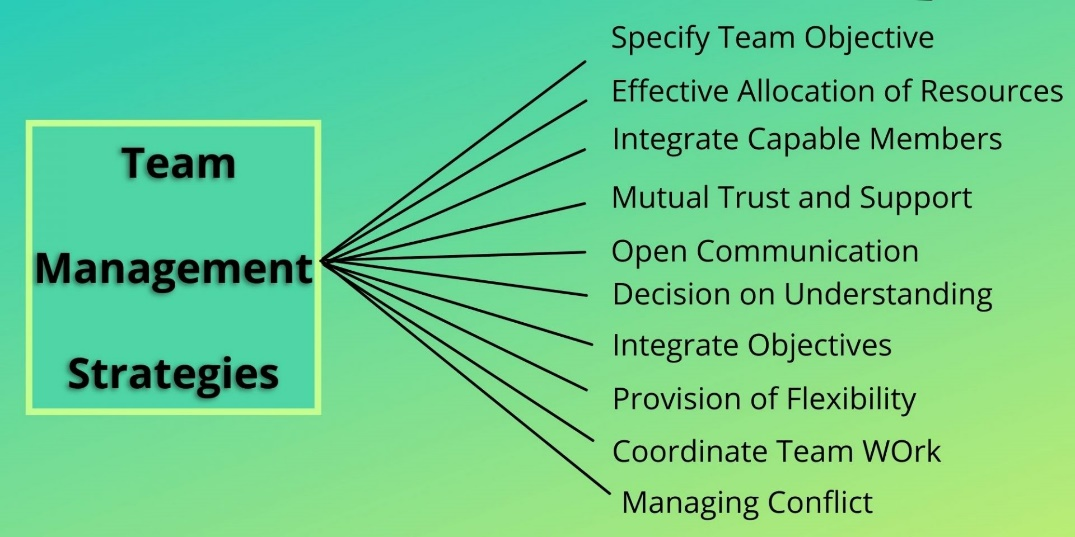 Team
Management
Strategies
Specify Team Objective
Effective Allocation of Resources
Integrate Capable Members
Mutual Trust and Support
Open Communication
Decision on Understanding
Integrate Objectives
Provision of Flexibility
Coordinate Team WOrk
Managing Conflict